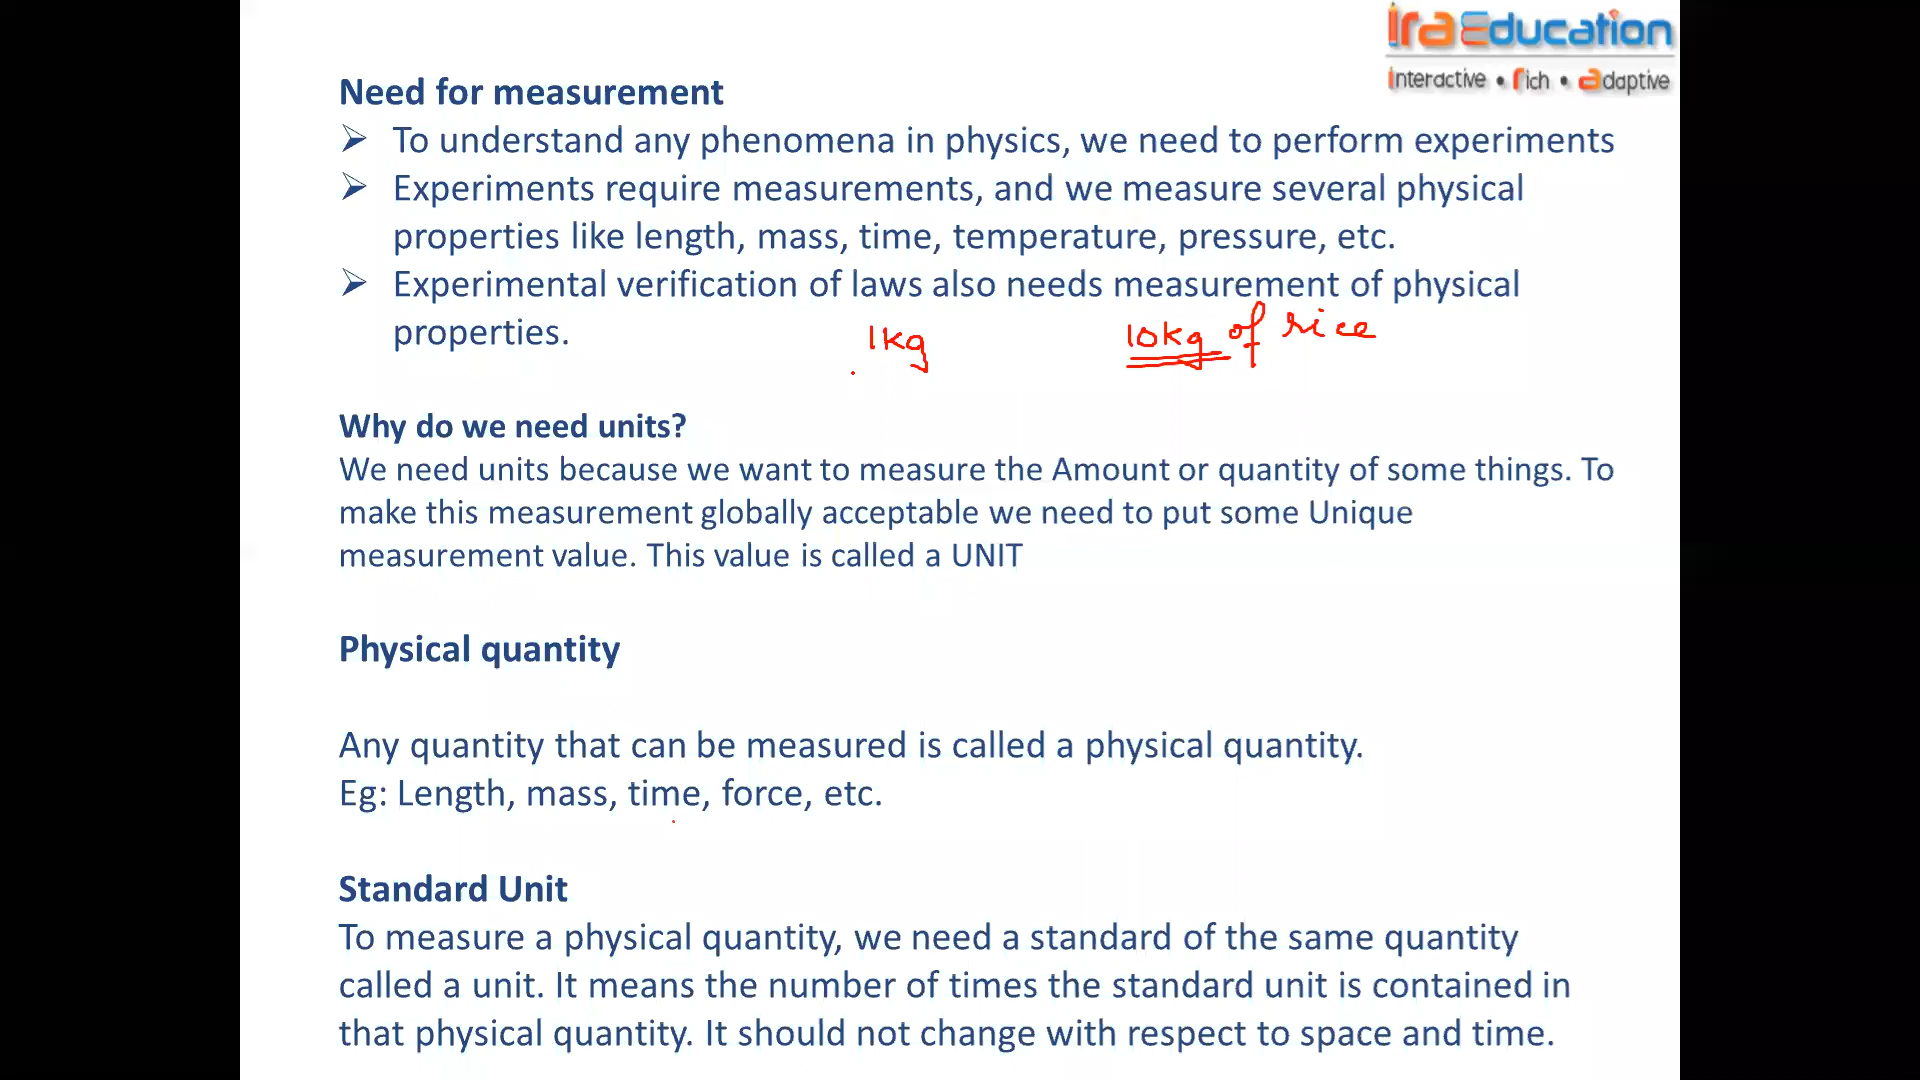 Ira Education
interactive • rich • adaptive
Need for measurement
➢ To understand any phenomena in physics, we need to perform experiments
➢ Experiments require measurements, and we measure several physical
properties like length, mass, time, temperature, pressure, etc.
➢ Experimental verification of laws also needs measurement of physical
properties.
1kg 10kg of rice
Why do we need units?
We need units because we want to measure the Amount or quantity of some things. To
make this measurement globally acceptable we need to put some Unique
measurement value. This value is called a UNIT
Physical quantity
Any quantity that can be measured is called a physical quantity.
Eg: Length, mass, time, force, etc.
Standard Unit
To measure a physical quantity, we need a standard of the same quantity
called a unit. It means the number of times the standard unit is contained in
that physical quantity. It should not change with respect to space and time.